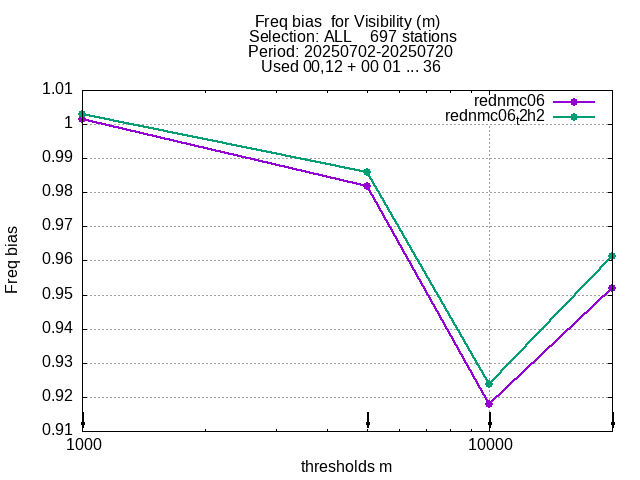 Freq bias  for Visibility (m)
Selection: ALL    697 stations
Period: 20250702-20250720
Used 00,12 + 00 01 ... 36
rednmc06
rednmc06,2h2
1.01
1
0.99
0.98
0.97
0.96
0.95
0.94
0.93
0.92
0.91
Freq bias
1000
10000
thresholds m